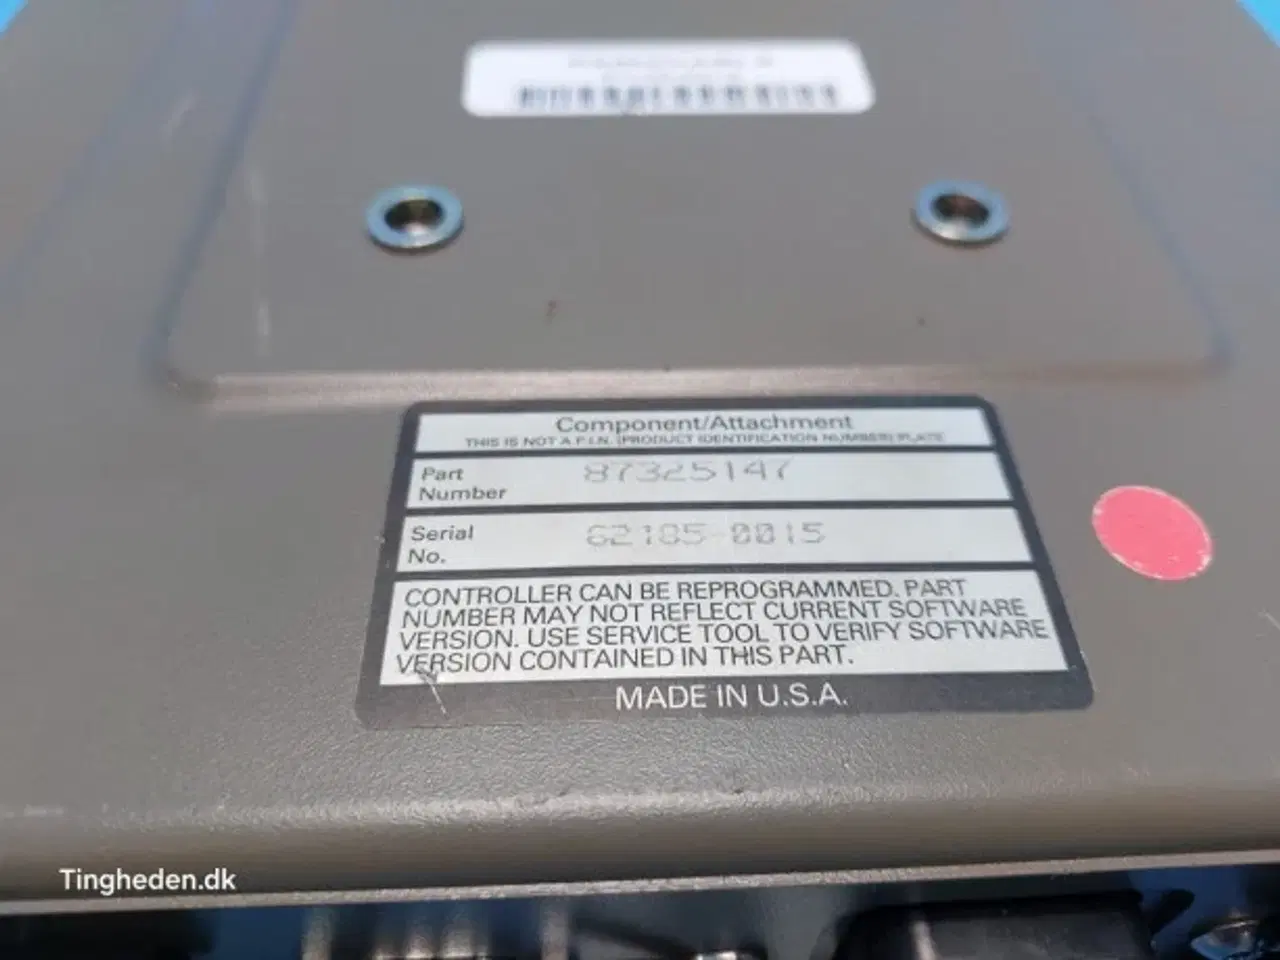 Component/Attachment
THIS IS NOT A P.I.N. (PRODUCT IDENTIFICATION NUMBER) PLATE
Part Number 87325147
Serial No. 62185-0015
CONTROLLER CAN BE REPROGRAMMED. PART
NUMBER MAY NOT REFLECT CURRENT SOFTWARE
VERSION. USE SERVICE TOOL TO VERIFY SOFTWARE
VERSION CONTAINED IN THIS PART.
MADE IN U.S.A.
Tingheden.dk